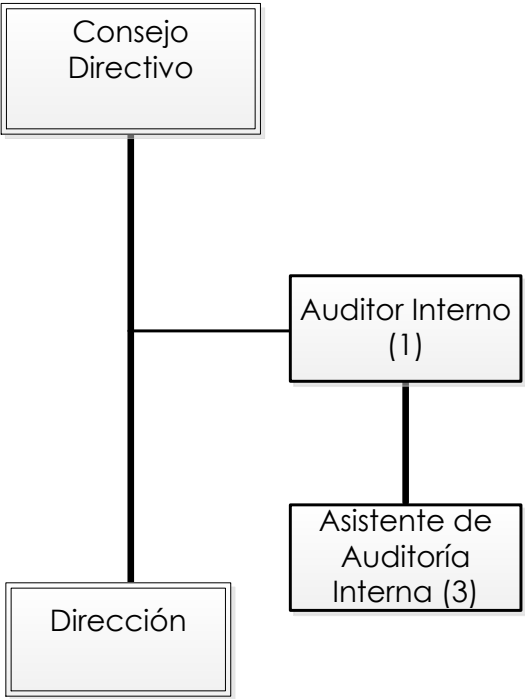 Consejo
Directivo
Auditor Interno
(1)
Asistente de
Auditoría
Interna (3)
Dirección